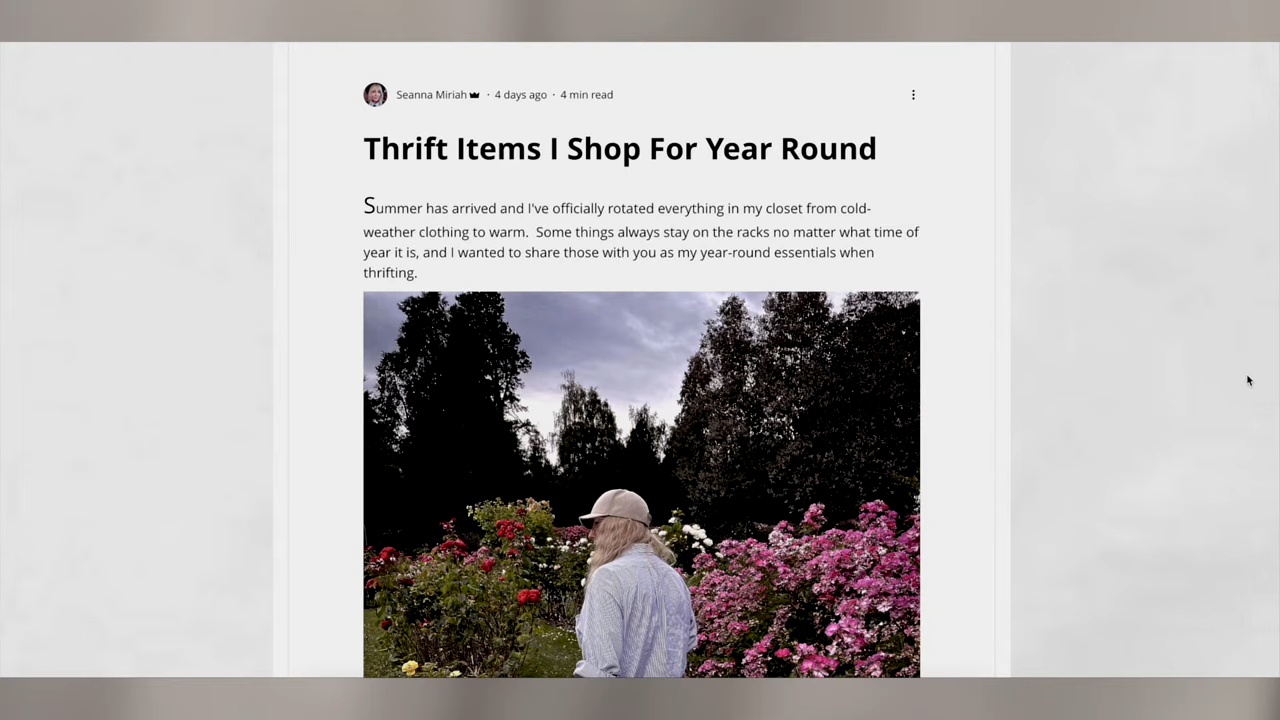 Seanna Miriah · 4 days ago · 4 min read
Thrift Items I Shop For Year Round
Summer has arrived and I've officially rotated everything in my closet from cold-
weather clothing to warm.  Some things always stay on the racks no matter what time of
year it is, and I wanted to share those with you as my year-round essentials when
thrifting.